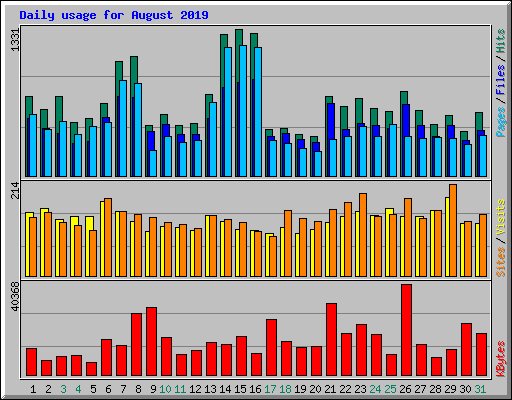 Daily usage for August 2019
1331
Pages / Files / Hits
214
Sites / Visits
40368
KBytes
1 2 3 4 5 6 7 8 9 10 11 12 13 14 15 16 17 18 19 20 21 22 23 24 25 26 27 28 29 30 31